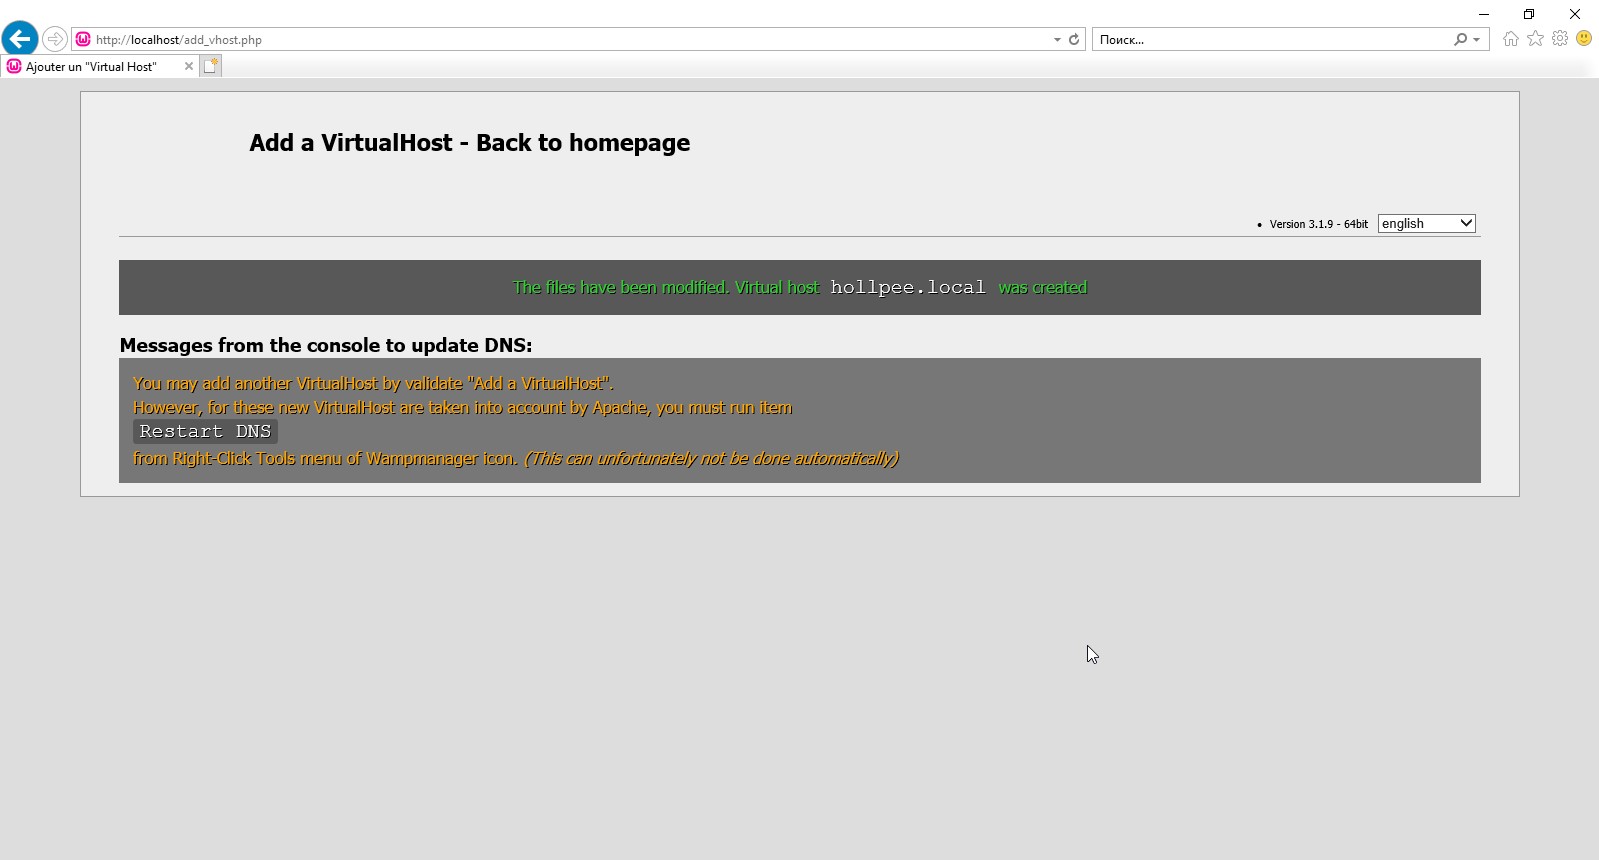 http://localhost/add_vhost.php
Поиск...
Ajouter un "Virtual Host"
Add a VirtualHost - Back to homepage
Version 3.1.9 - 64bit
english
The files have been modified. Virtual host hollpee.local was created
Messages from the console to update DNS:
You may add another VirtualHost by validate "Add a VirtualHost".
However, for these new VirtualHost are taken into account by Apache, you must run item
Restart DNS
from Right-Click Tools menu of Wampmanager icon. (This can unfortunately not be done automatically)